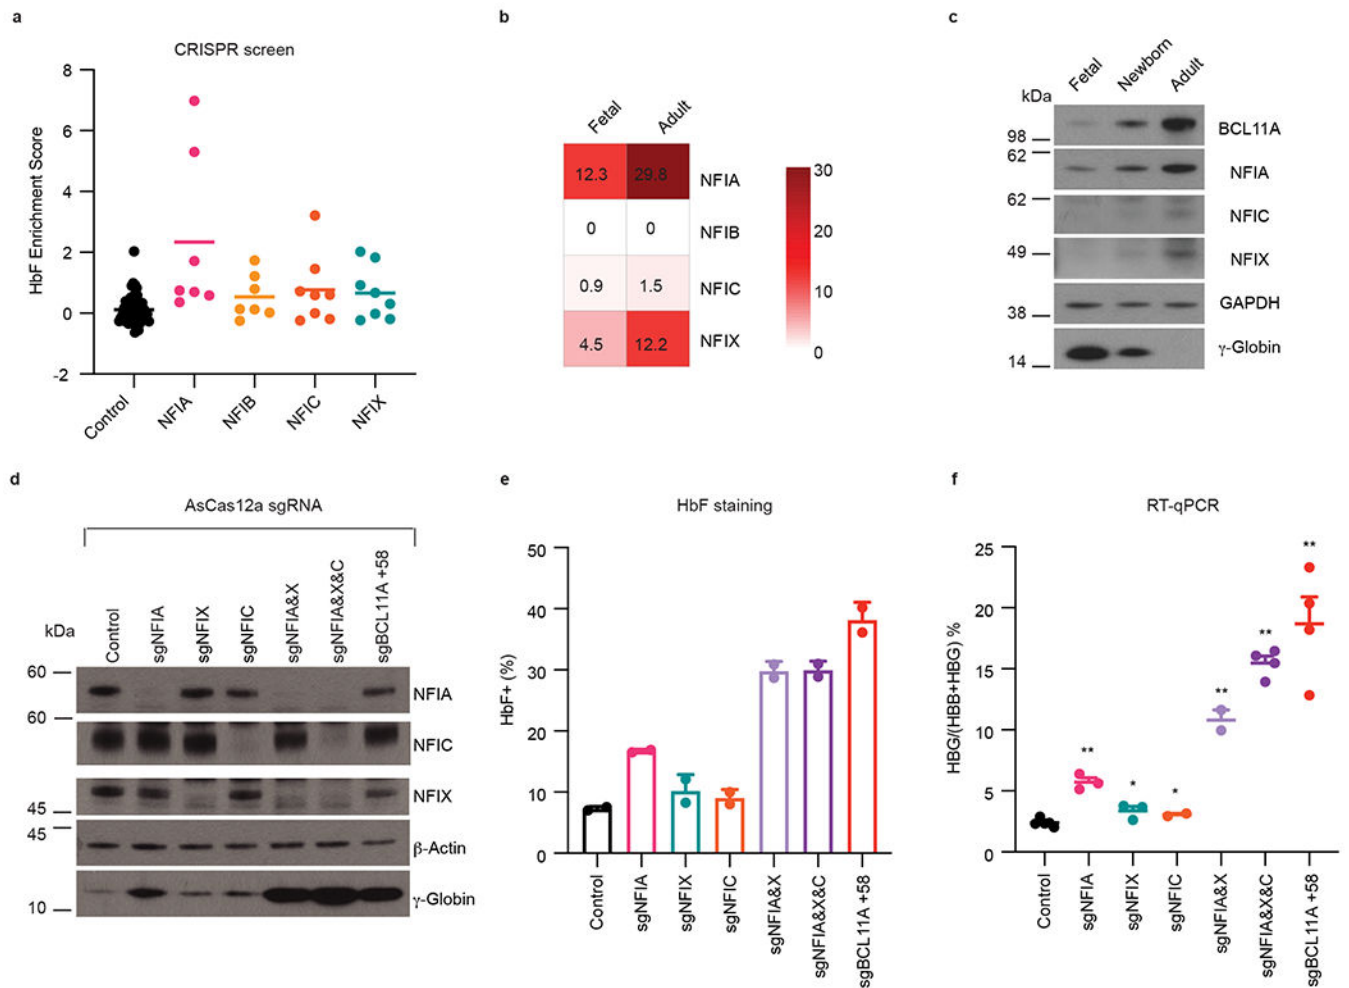 a
CRISPR screen
HbF Enrichment Score
8
6
4
2
0
-2
Control
NFIA
NFIB
NFIC
NFIX
b
Fetal
Adult
12.3
29.8
NFIA
0
0
NFIB
0.9
1.5
NFIC
4.5
12.2
NFIX
30
20
10
0
c
Fetal
Newborn
Adult
kDa
98
BCL11A
62
NFIA
62
NFIC
49
NFIX
GAPDH
38
γ-Globin
14
d
AsCas12a sgRNA
Control
sgNFIA
sgNFIX
sgNFIC
sgNFIA&X
sgNFIA&X&C
sgBCL11A +58
kDa
60
NFIA
60
NFIC
NFIX
45
45
β-Actin
γ-Globin
10
e
HbF staining
HbF+ (%)
50
40
30
20
10
0
Control
sgNFIA
sgNFIX
sgNFIC
sgNFIA&X
sgNFIA&X&C
sgBCL11A +58
f
RT-qPCR
HBG/(HBB+HBG) %
25
20
15
10
5
0
**
*
*
**
**
**
Control
sgNFIA
sgNFIX
sgNFIC
sgNFIA&X
sgNFIA&X&C
sgBCL11A +58